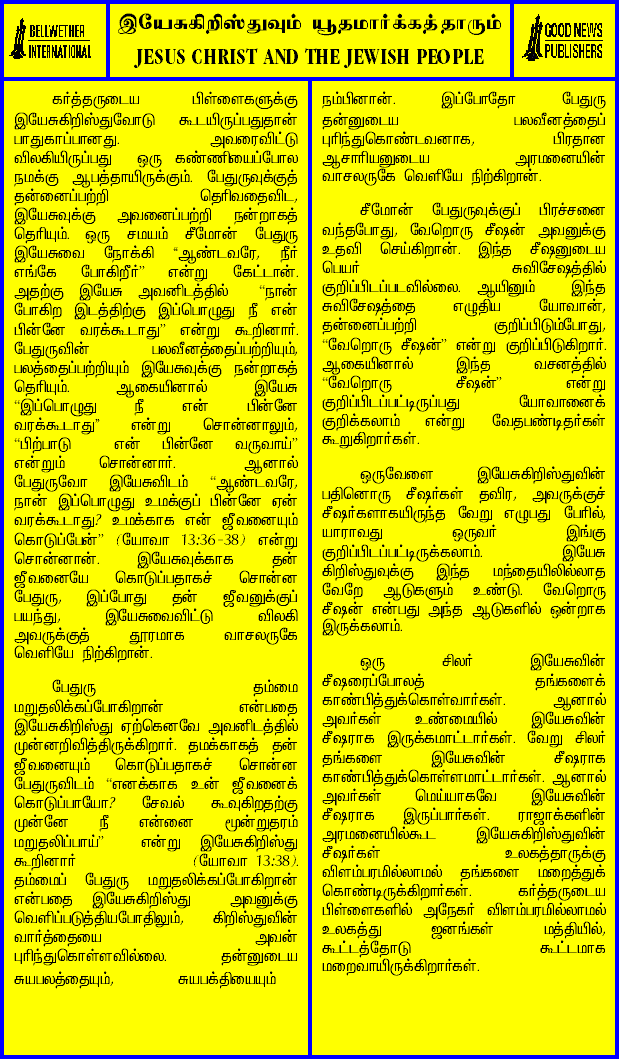 BELLWETHER
INTERNATIONAL
இயேசுகிறிஸ்துவும் யூதமார்க்கத்தாரும்
JESUS CHRIST AND THE JEWISH PEOPLE
GOOD NEWS
PUBLISHERS
கர்த்தருடைய பிள்ளைகளுக்கு
இயேசுகிறிஸ்துவோடு கூடயிருப்பதுதான்
பாதுகாப்பானது. அவரைவிட்டு
விலகியிருப்பது ஒரு கண்ணியைப்போல
நமக்கு ஆபத்தாயிருக்கும். பேதுருவுக்குத்
தன்னைப்பற்றி தெரிவதைவிட,
இயேசுவுக்கு அவனைப்பற்றி நன்றாகத்
தெரியும். ஒரு சமயம் சீமோன் பேதுரு
இயேசுவை நோக்கி “ஆண்டவரே, நீர்
எங்கே போகிறீர்” என்று கேட்டான்.
அதற்கு இயேசு அவனிடத்தில் “நான்
போகிற இடத்திற்கு இப்பொழுது நீ என்
பின்னே வரக்கூடாது” என்று கூறினார்.
பேதுருவின் பலவீனத்தைப்பற்றியும்,
பலத்தைப்பற்றியும் இயேசுவுக்கு நன்றாகத்
தெரியும். ஆகையினால் இயேசு
“இப்பொழுது நீ என் பின்னே
வரக்கூடாது” என்று சொன்னாலும்,
“பிற்பாடு என் பின்னே வருவாய்”
என்றும் சொன்னார். ஆனால்
பேதுருவோ இயேசுவிடம் “ஆண்டவரே,
நான் இப்பொழுது உமக்குப் பின்னே ஏன்
வரக்கூடாது? உமக்காக என் ஜீவனையும்
கொடுப்பேன்” (யோவா 13:36-38) என்று
சொன்னான். இயேசுவுக்காக தன்
ஜீவனையே கொடுப்பதாகச் சொன்ன
பேதுரு, இப்போது தன் ஜீவனுக்குப்
பயந்து, இயேசுவைவிட்டு விலகி
அவருக்குத் தூரமாக வாசலருகே
வெளியே நிற்கிறான்.
பேதுரு தம்மை
மறுதலிக்கப்போகிறான் என்பதை
இயேசுகிறிஸ்து ஏற்கெனவே அவனிடத்தில்
முன்னறிவித்திருக்கிறார். தமக்காகத் தன்
ஜீவனையும் கொடுப்பதாகச் சொன்ன
பேதுருவிடம் “எனக்காக உன் ஜீவனைக்
கொடுப்பாயோ? சேவல் கூவுகிறதற்கு
முன்னே நீ என்னை மூன்றுதரம்
மறுதலிப்பாய்” என்று இயேசுகிறிஸ்து
கூறினார் (யோவா 13:38).
தம்மைப் பேதுரு மறுதலிக்கப்போகிறான்
என்பதை இயேசுகிறிஸ்து அவனுக்கு
வெளிப்படுத்தியபோதிலும், கிறிஸ்துவின்
வார்த்தையை அவன்
புரிந்துகொள்ளவில்லை. தன்னுடைய
சுயபலத்தையும், சுயபக்தியையும்
நம்பினான். இப்போதோ பேதுரு
தன்னுடைய பலவீனத்தைப்
புரிந்துகொண்டவனாக, பிரதான
ஆசாரியனுடைய அரமனையின்
வாசலருகே வெளியே நிற்கிறான்.
சீமோன் பேதுருவுக்குப் பிரச்சனை
வந்தபோது, வேறொரு சீஷன் அவனுக்கு
உதவி செய்கிறான். இந்த சீஷனுடைய
பெயர் சுவிசேஷத்தில்
குறிப்பிடப்படவில்லை. ஆயினும் இந்த
சுவிசேஷத்தை எழுதிய யோவான்,
தன்னைப்பற்றி குறிப்பிடும்போது,
“வேறொரு சீஷன்” என்று குறிப்பிடுகிறார்.
ஆகையினால் இந்த வசனத்தில்
“வேறொரு சீஷன்” என்று
குறிப்பிடப்பட்டிருப்பது யோவானைக்
குறிக்கலாம் என்று வேதபண்டிதர்கள்
கூறுகிறார்கள்.
ஒருவேளை இயேசுகிறிஸ்துவின்
பதினொரு சீஷர்கள் தவிர, அவருக்குச்
சீஷர்களாகயிருந்த வேறு எழுபது பேரில்,
யாராவது ஒருவர் இங்கு
குறிப்பிடப்பட்டிருக்கலாம். இயேசு
கிறிஸ்துவுக்கு இந்த மந்தையிலில்லாத
வேறே ஆடுகளும் உண்டு. வேறொரு
சீஷன் என்பது அந்த ஆடுகளில் ஒன்றாக
இருக்கலாம்.
ஒரு சிலர் இயேசுவின்
சீஷரைப்போலத் தங்களைக்
காண்பித்துக்கொள்வார்கள். ஆனால்
அவர்கள் உண்மையில் இயேசுவின்
சீஷராக இருக்கமாட்டார்கள். வேறு சிலர்
தங்களை இயேசுவின் சீஷராக
காண்பித்துக்கொள்ளமாட்டார்கள். ஆனால்
அவர்கள் மெய்யாகவே இயேசுவின்
சீஷராக இருப்பார்கள். ராஜாக்களின்
அரமனையில்கூட இயேசுகிறிஸ்துவின்
சீஷர்கள் உலகத்தாருக்கு
விளம்பரமில்லாமல் தங்களை மறைத்துக்
கொண்டிருக்கிறார்கள். கர்த்தருடைய
பிள்ளைகளில் அநேகர் விளம்பரமில்லாமல்
உலகத்து ஜனங்கள் மத்தியில்,
கூட்டத்தோடு கூட்டமாக
மறைவாயிருக்கிறார்கள்.